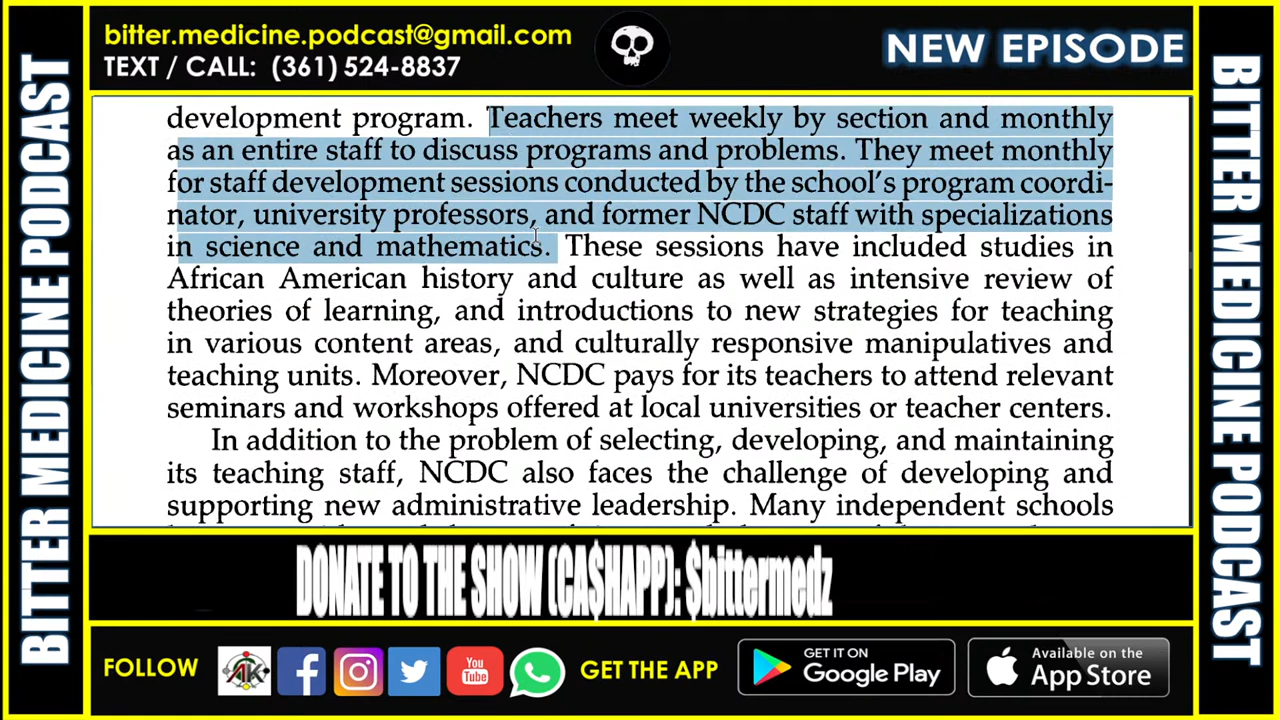 bitter.medicine.podcast@gmail.com
TEXT / CALL: (361) 524-8837
NEW EPISODE
BITTER MEDICINE PODCAST
development program. Teachers meet weekly by section and monthly
as an entire staff to discuss programs and problems. They meet monthly
for staff development sessions conducted by the school's program coordi-
nator, university professors, and former NCDC staff with specializations
in science and mathematics. These sessions have included studies in
African American history and culture as well as intensive review of
theories of learning, and introductions to new strategies for teaching
in various content areas, and culturally responsive manipulatives and
teaching units. Moreover, NCDC pays for its teachers to attend relevant
seminars and workshops offered at local universities or teacher centers.
In addition to the problem of selecting, developing, and maintaining
its teaching staff, NCDC also faces the challenge of developing and
supporting new administrative leadership. Many independent schools
BITTER MEDICINE PODCAST
DONATE TO THE SHOW (CA$HAPP): $bittermedz
FOLLOW
ATK
You
Tube
GET THE APP
GET IT ON
Google Play
Available on the
App Store